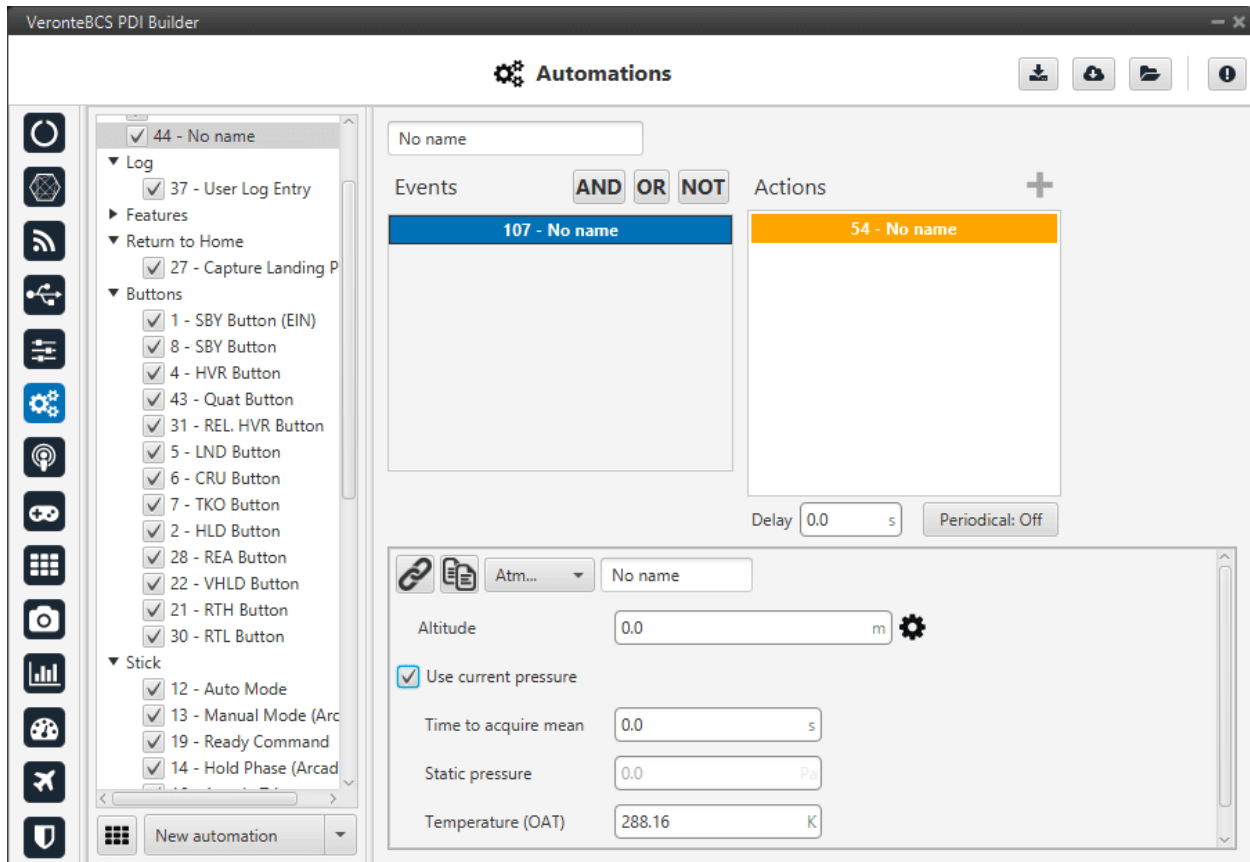 VeronteBCS PDI Builder
Automations
44 - No name
Log
37 - User Log Entry
Features
Return to Home
27 - Capture Landing P
Buttons
1 - SBY Button (EIN)
8 - SBY Button
4 - HVR Button
43 - Quat Button
31 - REL. HVR Button
5 - LND Button
6 - CRU Button
7 - TKO Button
2 - HLD Button
28 - REA Button
22 - VHLD Button
21 - RTH Button
30 - RTL Button
Stick
12 - Auto Mode
13 - Manual Mode (Arc
19 - Ready Command
14 - Hold Phase (Arcad
New automation
No name
Events AND OR NOT Actions
107 - No name 54 - No name
Delay 0.0 s Periodical: Off
Atm... No name
Altitude 0.0 m
Use current pressure
Time to acquire mean 0.0 s
Static pressure 0.0 Pa
Temperature (OAT) 288.16 K